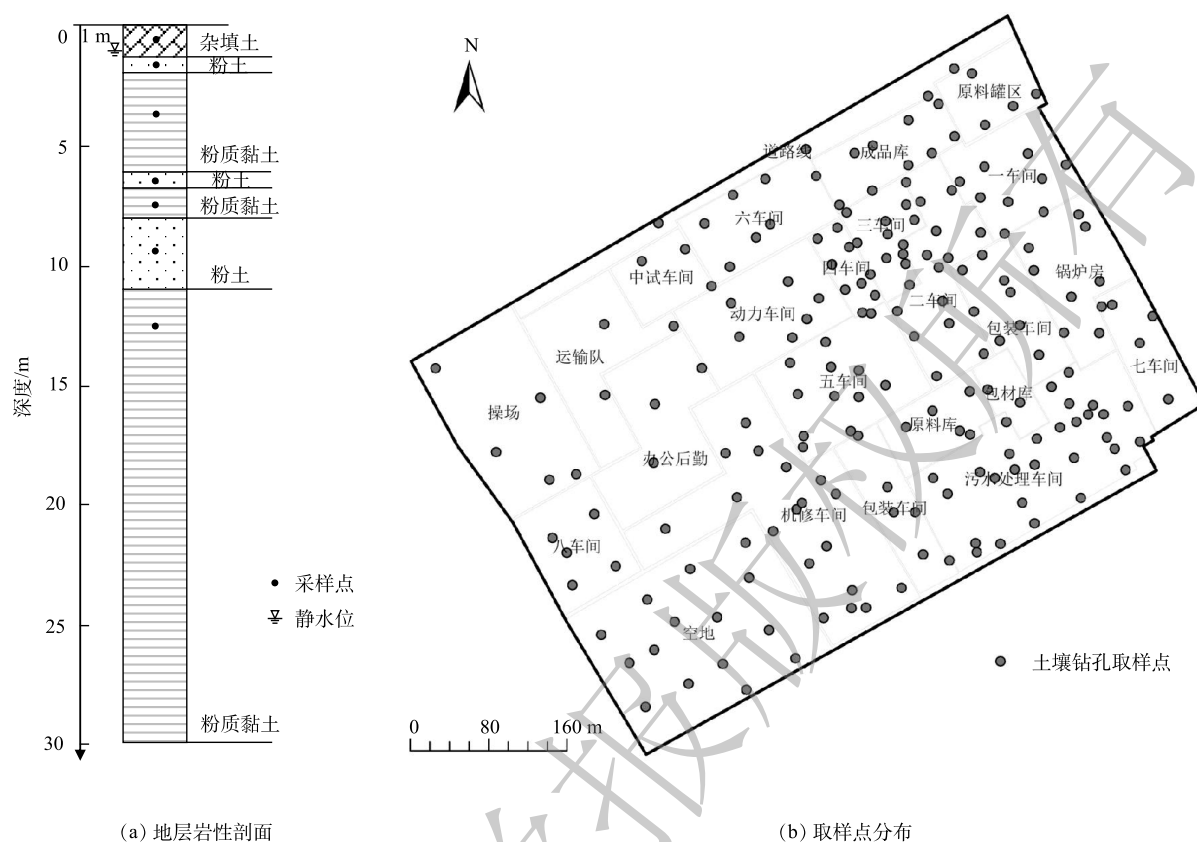 0
1 m
杂填土
粉土
5
粉质黏土
粉土
粉质黏土
10
粉土
15
深度/m
20
25
粉质黏土
30
采样点
静水位
(a) 地层岩性剖面
N
原料罐区
道路线
成品库
一车间
六车间
三车间
中试车间
四车间
锅炉房
动力车间
二车间
包装车间
运输队
七车间
五车间
操场
包材库
原料库
办公后勤
污水处理车间
机修车间
包装车间
八车间
空地
土壤钻孔取样点
0
80
160 m
(b) 取样点分布
报版权所有